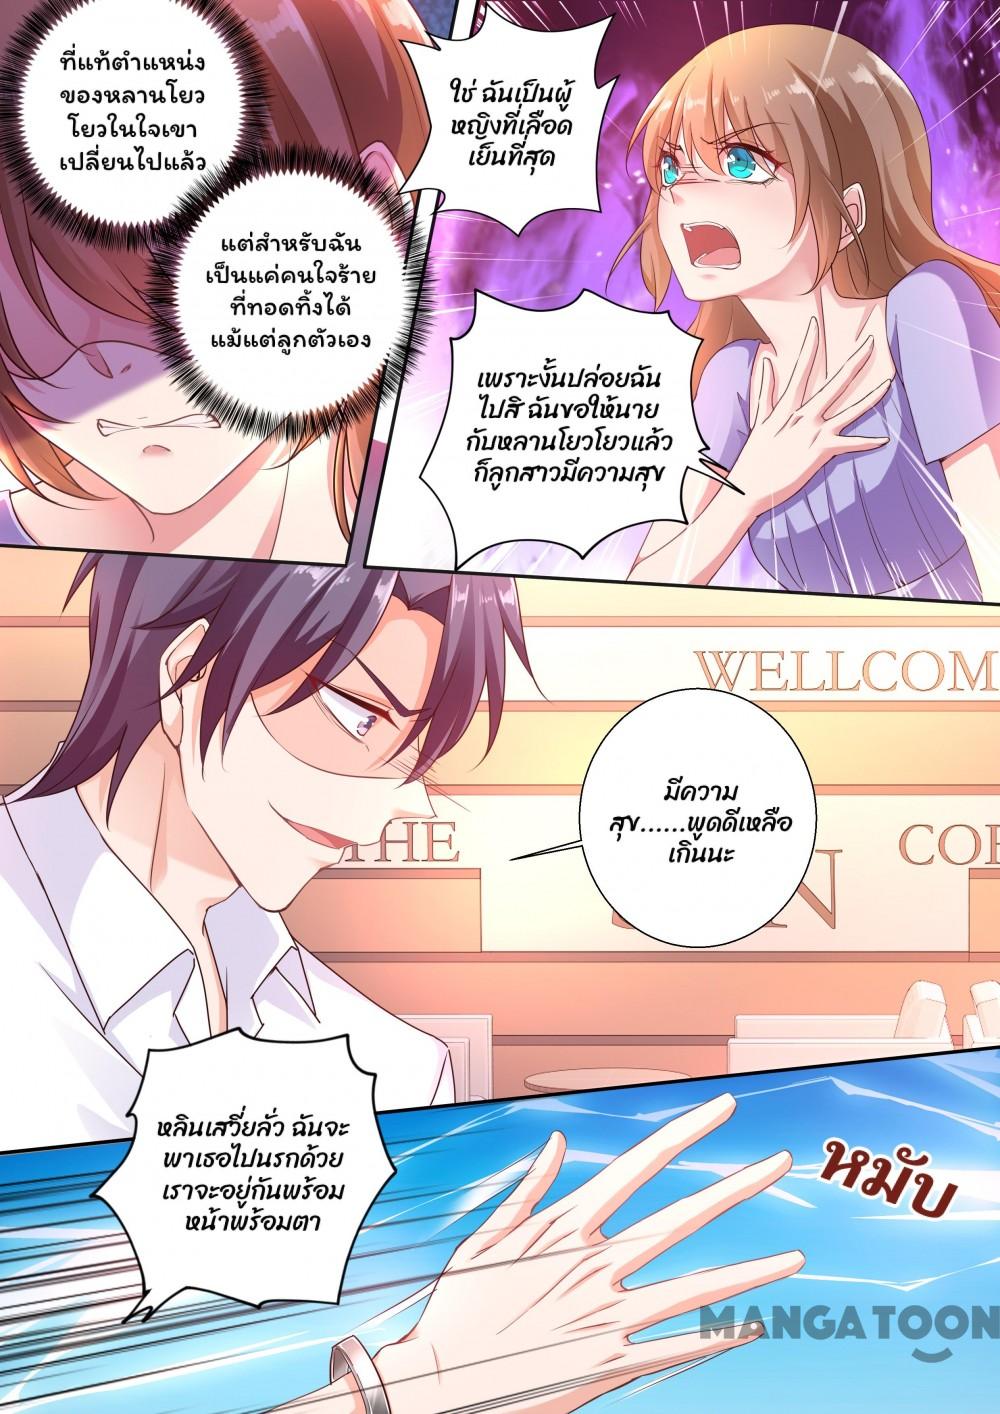 ที่แท้ตำแหน่ง
ของหลานโยว
โยวในใจเขา
เปลี่ยนไปแล้ว
แต่สำหรับฉัน
เป็นแค่คนใจร้าย
ที่ทอดทิ้งได้
แม้แต่ลูกตัวเอง
ใช่ ฉันเป็นผู้
หญิงที่เลือด
เย็นที่สุด
เพราะงั้นปล่อยฉัน
ไปสิ ฉันขอให้นาย
กับหลานโยวโยวแล้ว
ก็ลูกสาวมีความสุข
WELLCOM
มีความ
สุข......พูดดีเหลือ
เกินนะ
THE
CO
หลินเสวี่ยลั่ว ฉันจะ
พาเธอไปนรกด้วย
เราจะอยู่กันพร้อม
หน้าพร้อมตา
หมับ
MANGATOON